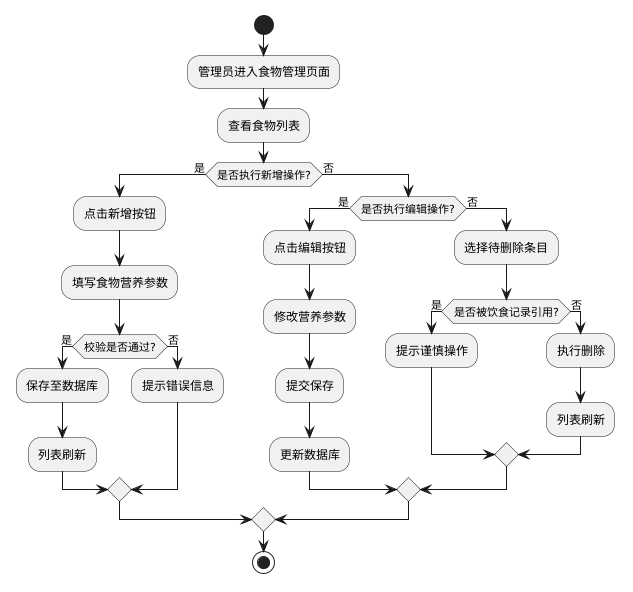 管理员进入食物管理页面
查看食物列表
是否执行新增操作?
是
否
点击新增按钮
填写食物营养参数
校验是否通过?
是
否
保存至数据库
列表刷新
提示错误信息
是否执行编辑操作?
是
否
点击编辑按钮
修改营养参数
提交保存
更新数据库
选择待删除条目
是否被饮食记录引用?
是
否
提示谨慎操作
执行删除
列表刷新